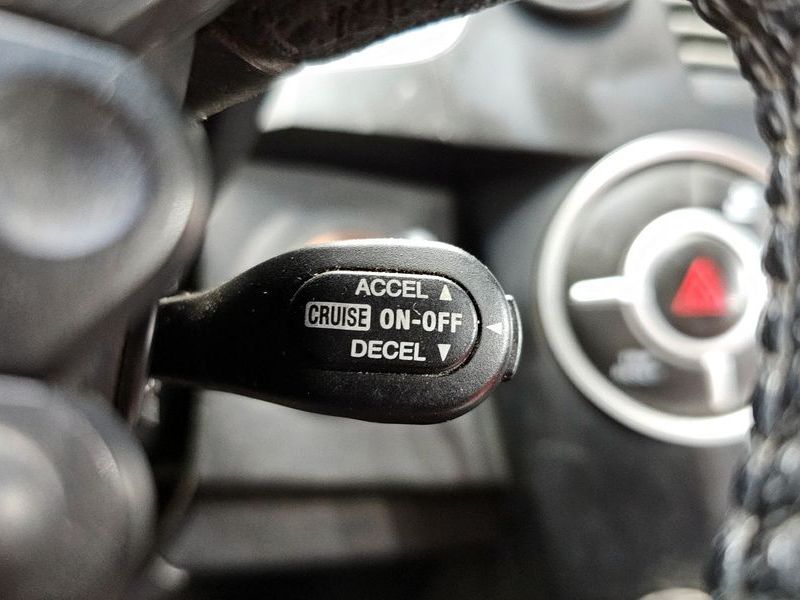 ACCEL ▲
CRUISE ON-OFF ◀
DECEL ▼